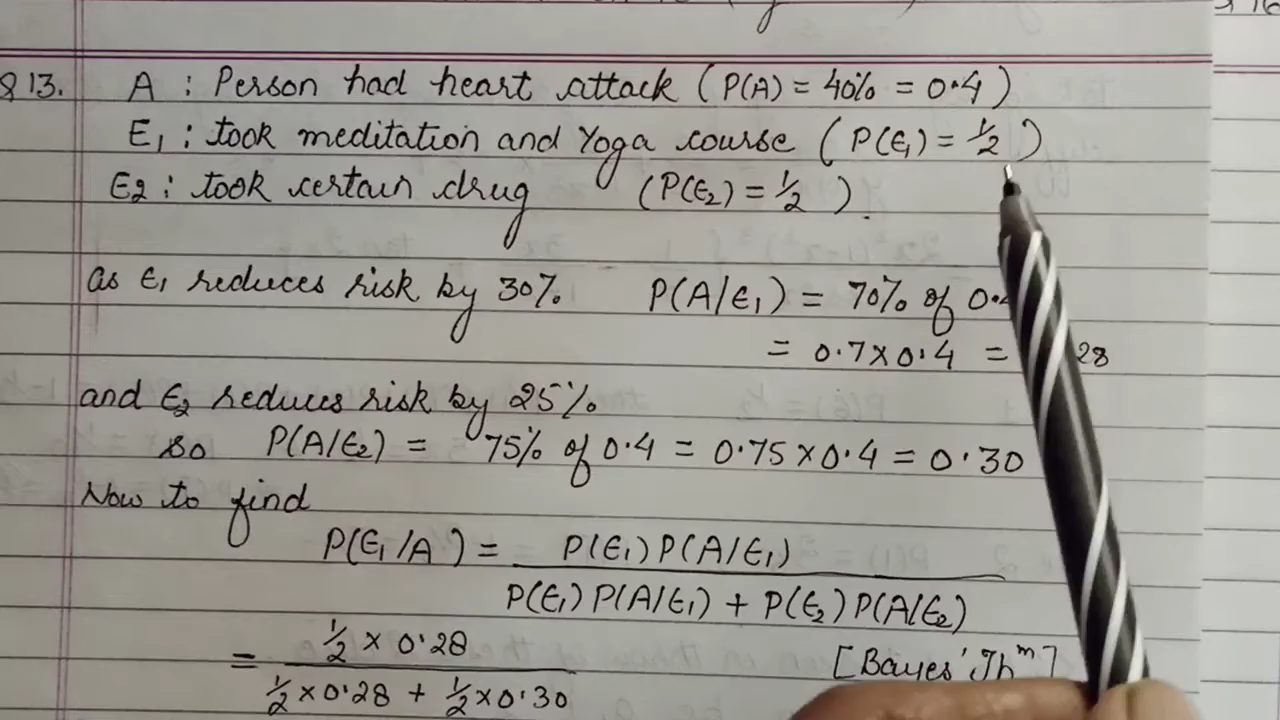 Q 13. A : Person had heart attack (P(A) = 40% = 0.4)
E₁ : took meditation and Yoga course (P(E₁) = 1/2)
E2 : took certain drug (P(E₂) = 1/2).
as E₁ reduces risk by 30% P(A/E₁) = 70% of 0.4
= 0.7 x 0.4 = 28
and E₂ reduces risk by 25%
so P(A/E₂) = 75% of 0.4 = 0.75 x 0.4 = 0.30
Now to find
P(E₁/A) = P(E₁) P(A/E₁)
P(E₁) P(A/E₁) + P(E₂) P(A/E₂)
= 1/2 x 0.28
1/2 x 0.28 + 1/2 x 0.30
[Bayes' Thᵐ]